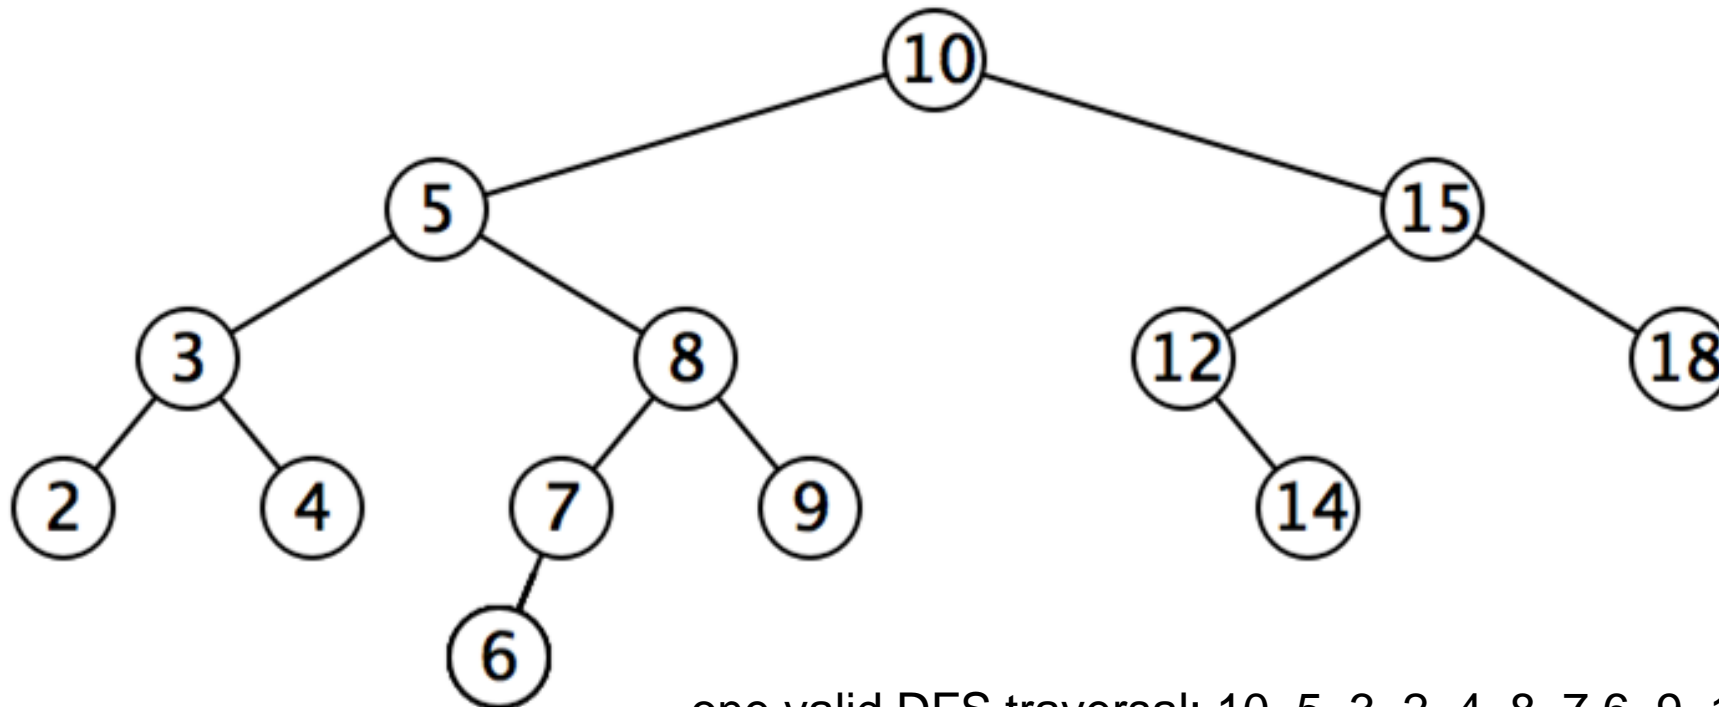 10
5 15
3 8 12 18
2 4 7 9 14
6
one valid DFS traversal: 10, 5, 3, 2, 4, 8, 7,6, 9,